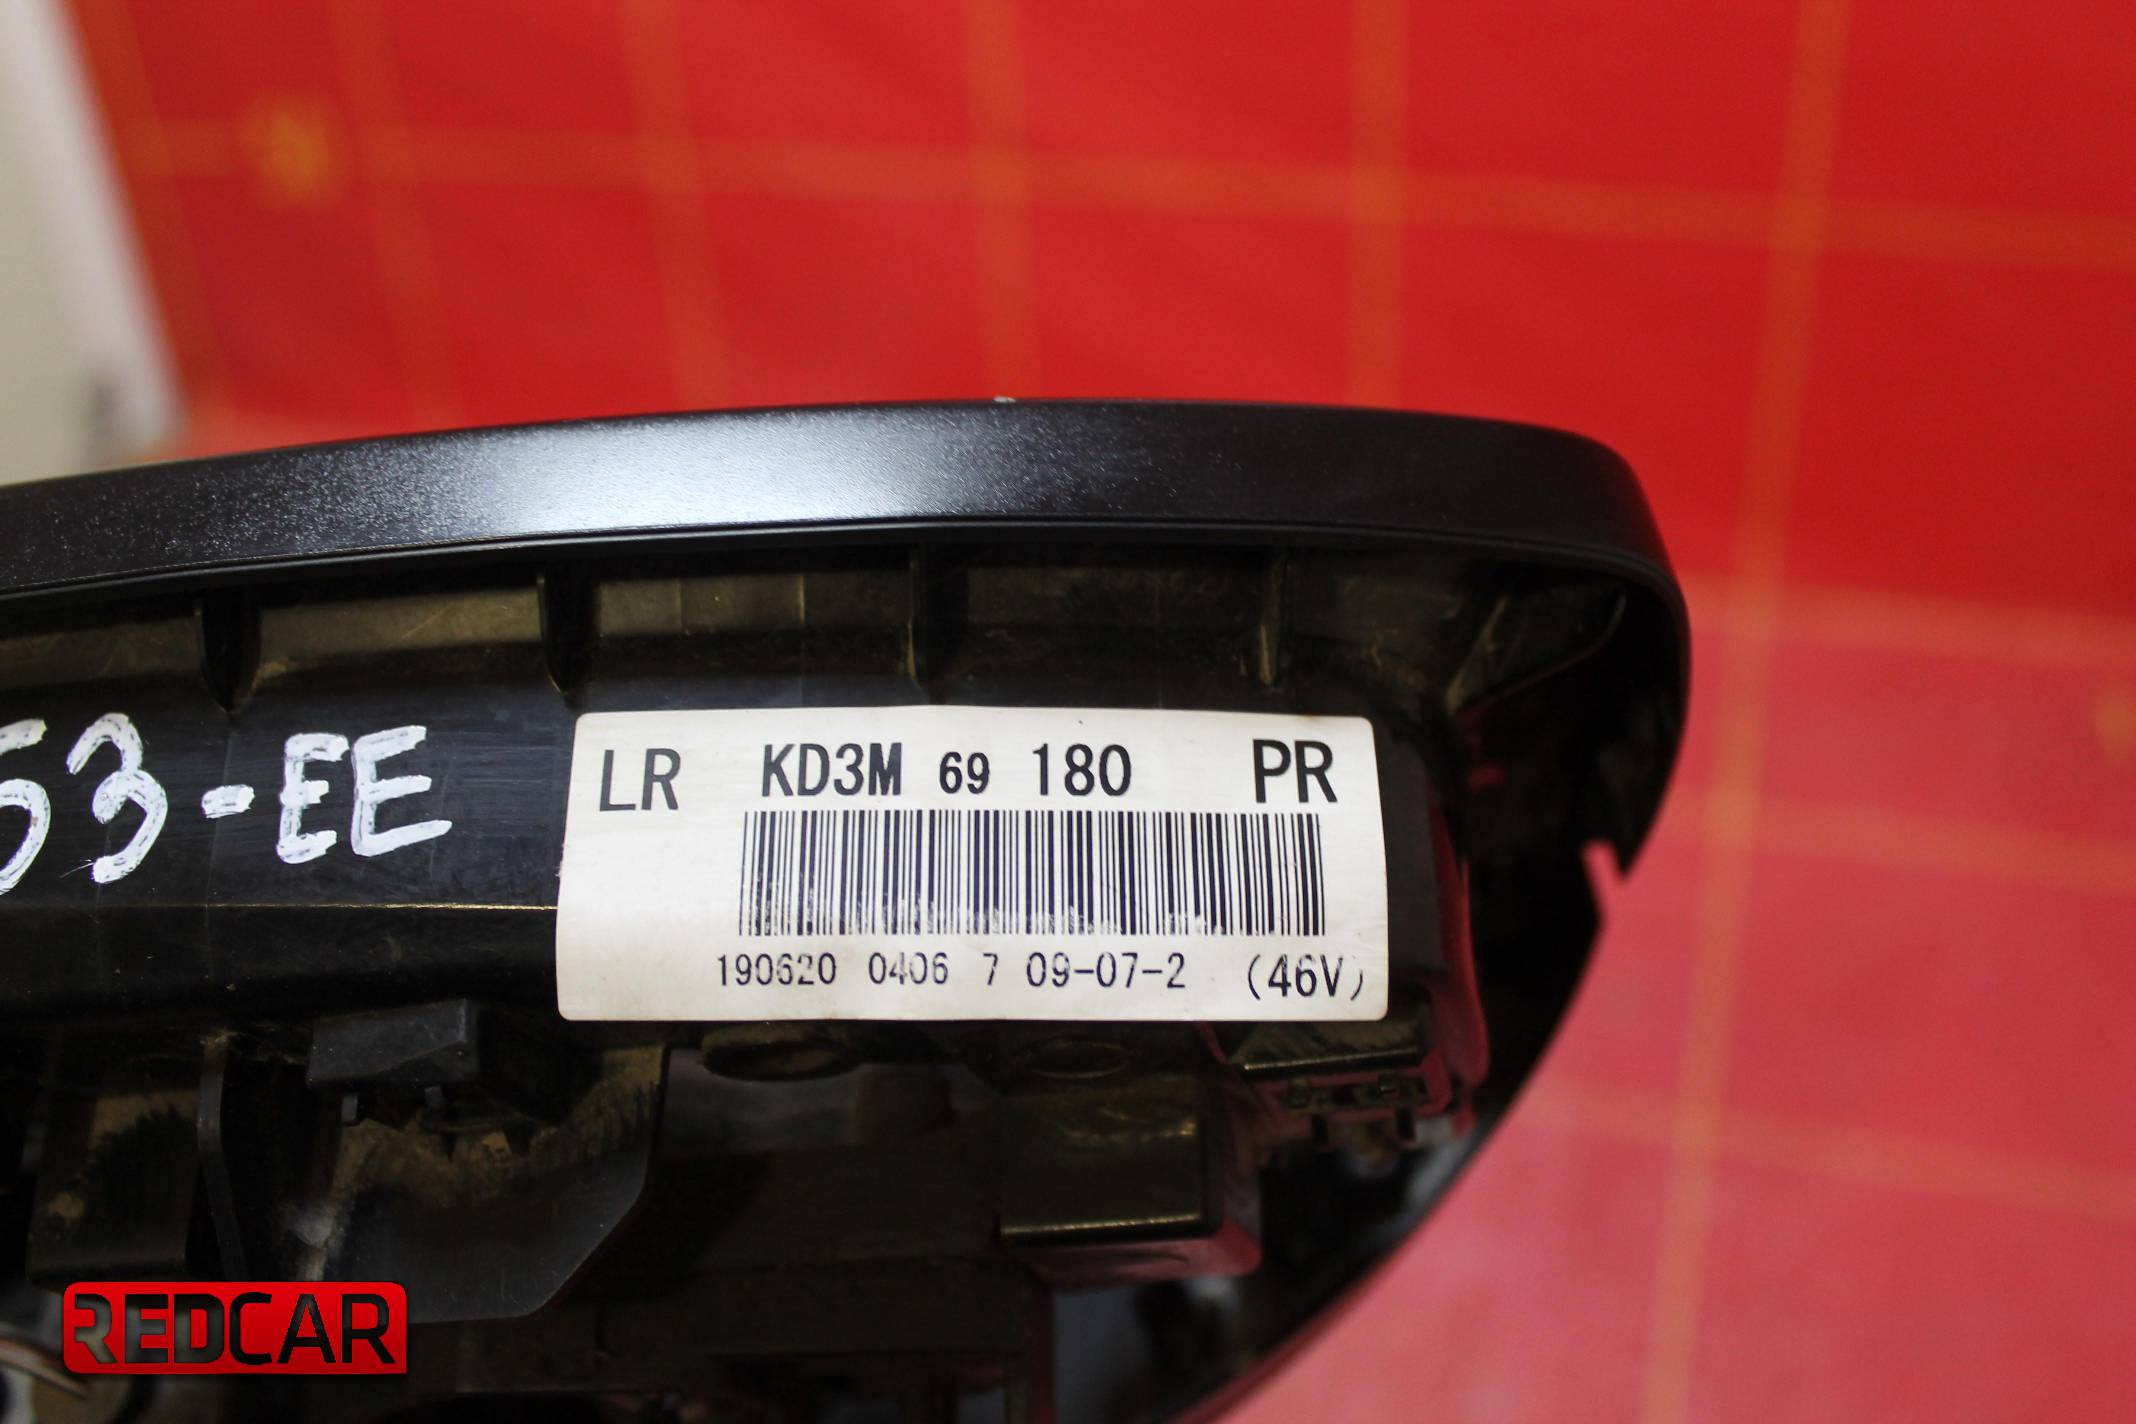 LR KD3M 69 180 PR
53-EE
190620 0406 7 09-07-2 (46V)
REDCAR